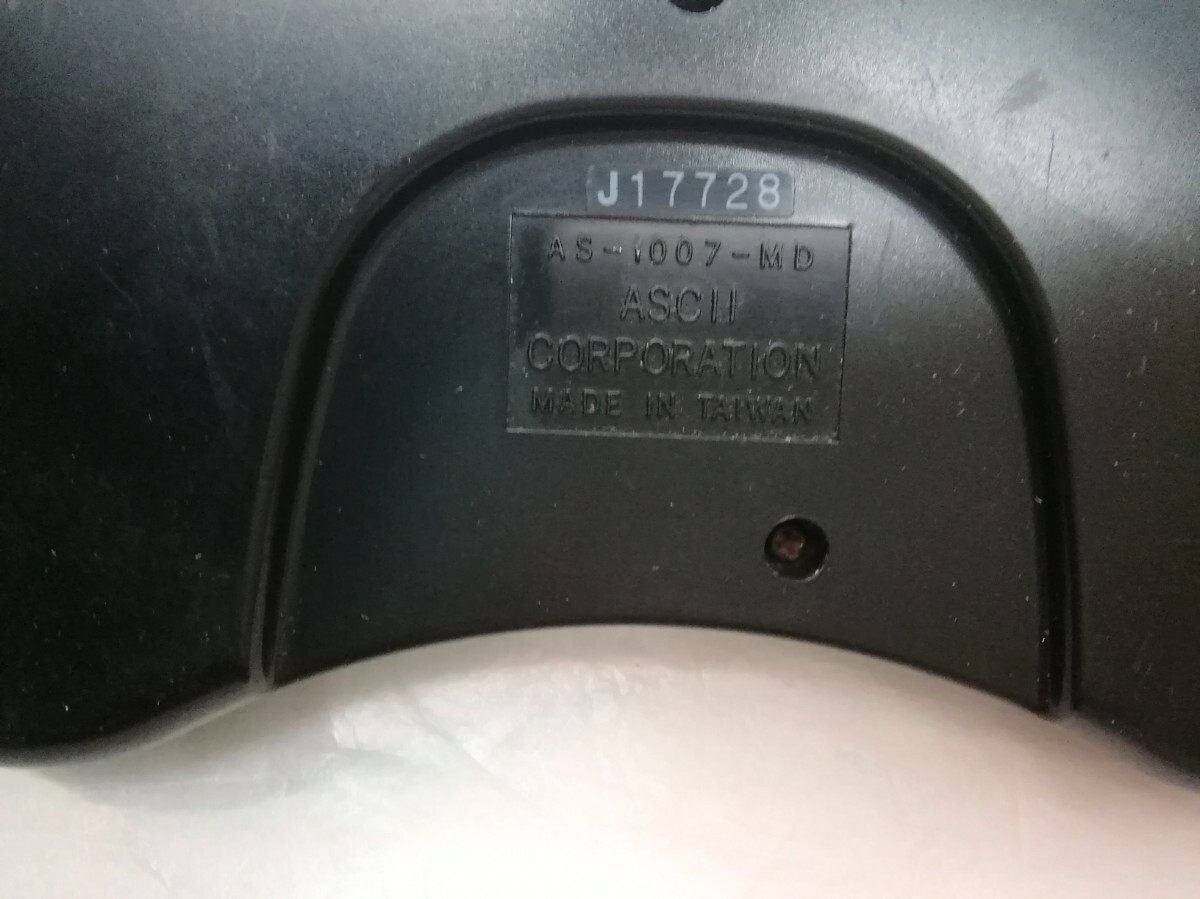 J17728
AS-1007-MD
ASCII
CORPORATION
MADE IN TAIWAN